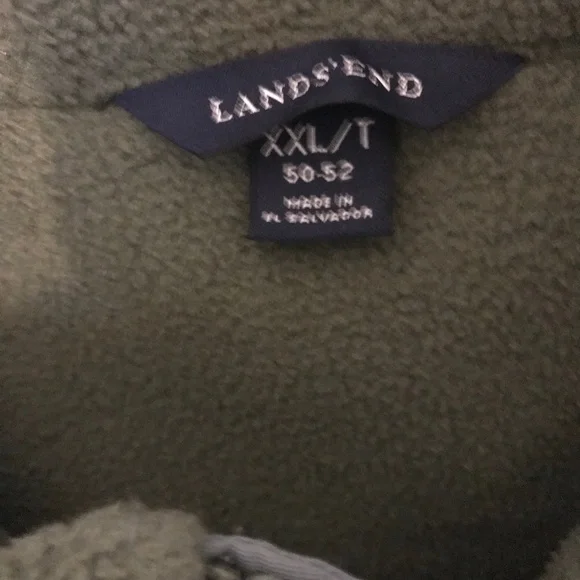 LANDS' END
XXL/T
50-52
MADE IN
EL SALVADOR